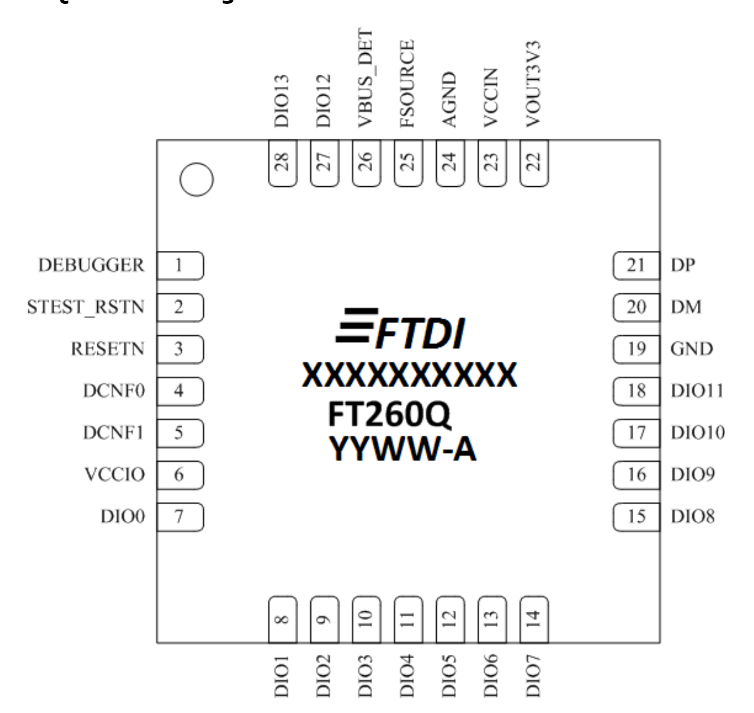 DIO13
DIO12
VBUS_DET
FSOURCE
AGND
VCCIN
VOUT3V3
28
27
26
25
24
23
22
DEBUGGER 1
STEST_RSTN 2
RESETN 3
DCNF0 4
DCNF1 5
VCCIO 6
DIO0 7
21 DP
20 DM
19 GND
18 DIO11
17 DIO10
16 DIO9
15 DIO8
FTDI
XXXXXXXXXX
FT260Q
YYWW-A
8
9
10
11
12
13
14
DIO1
DIO2
DIO3
DIO4
DIO5
DIO6
DIO7